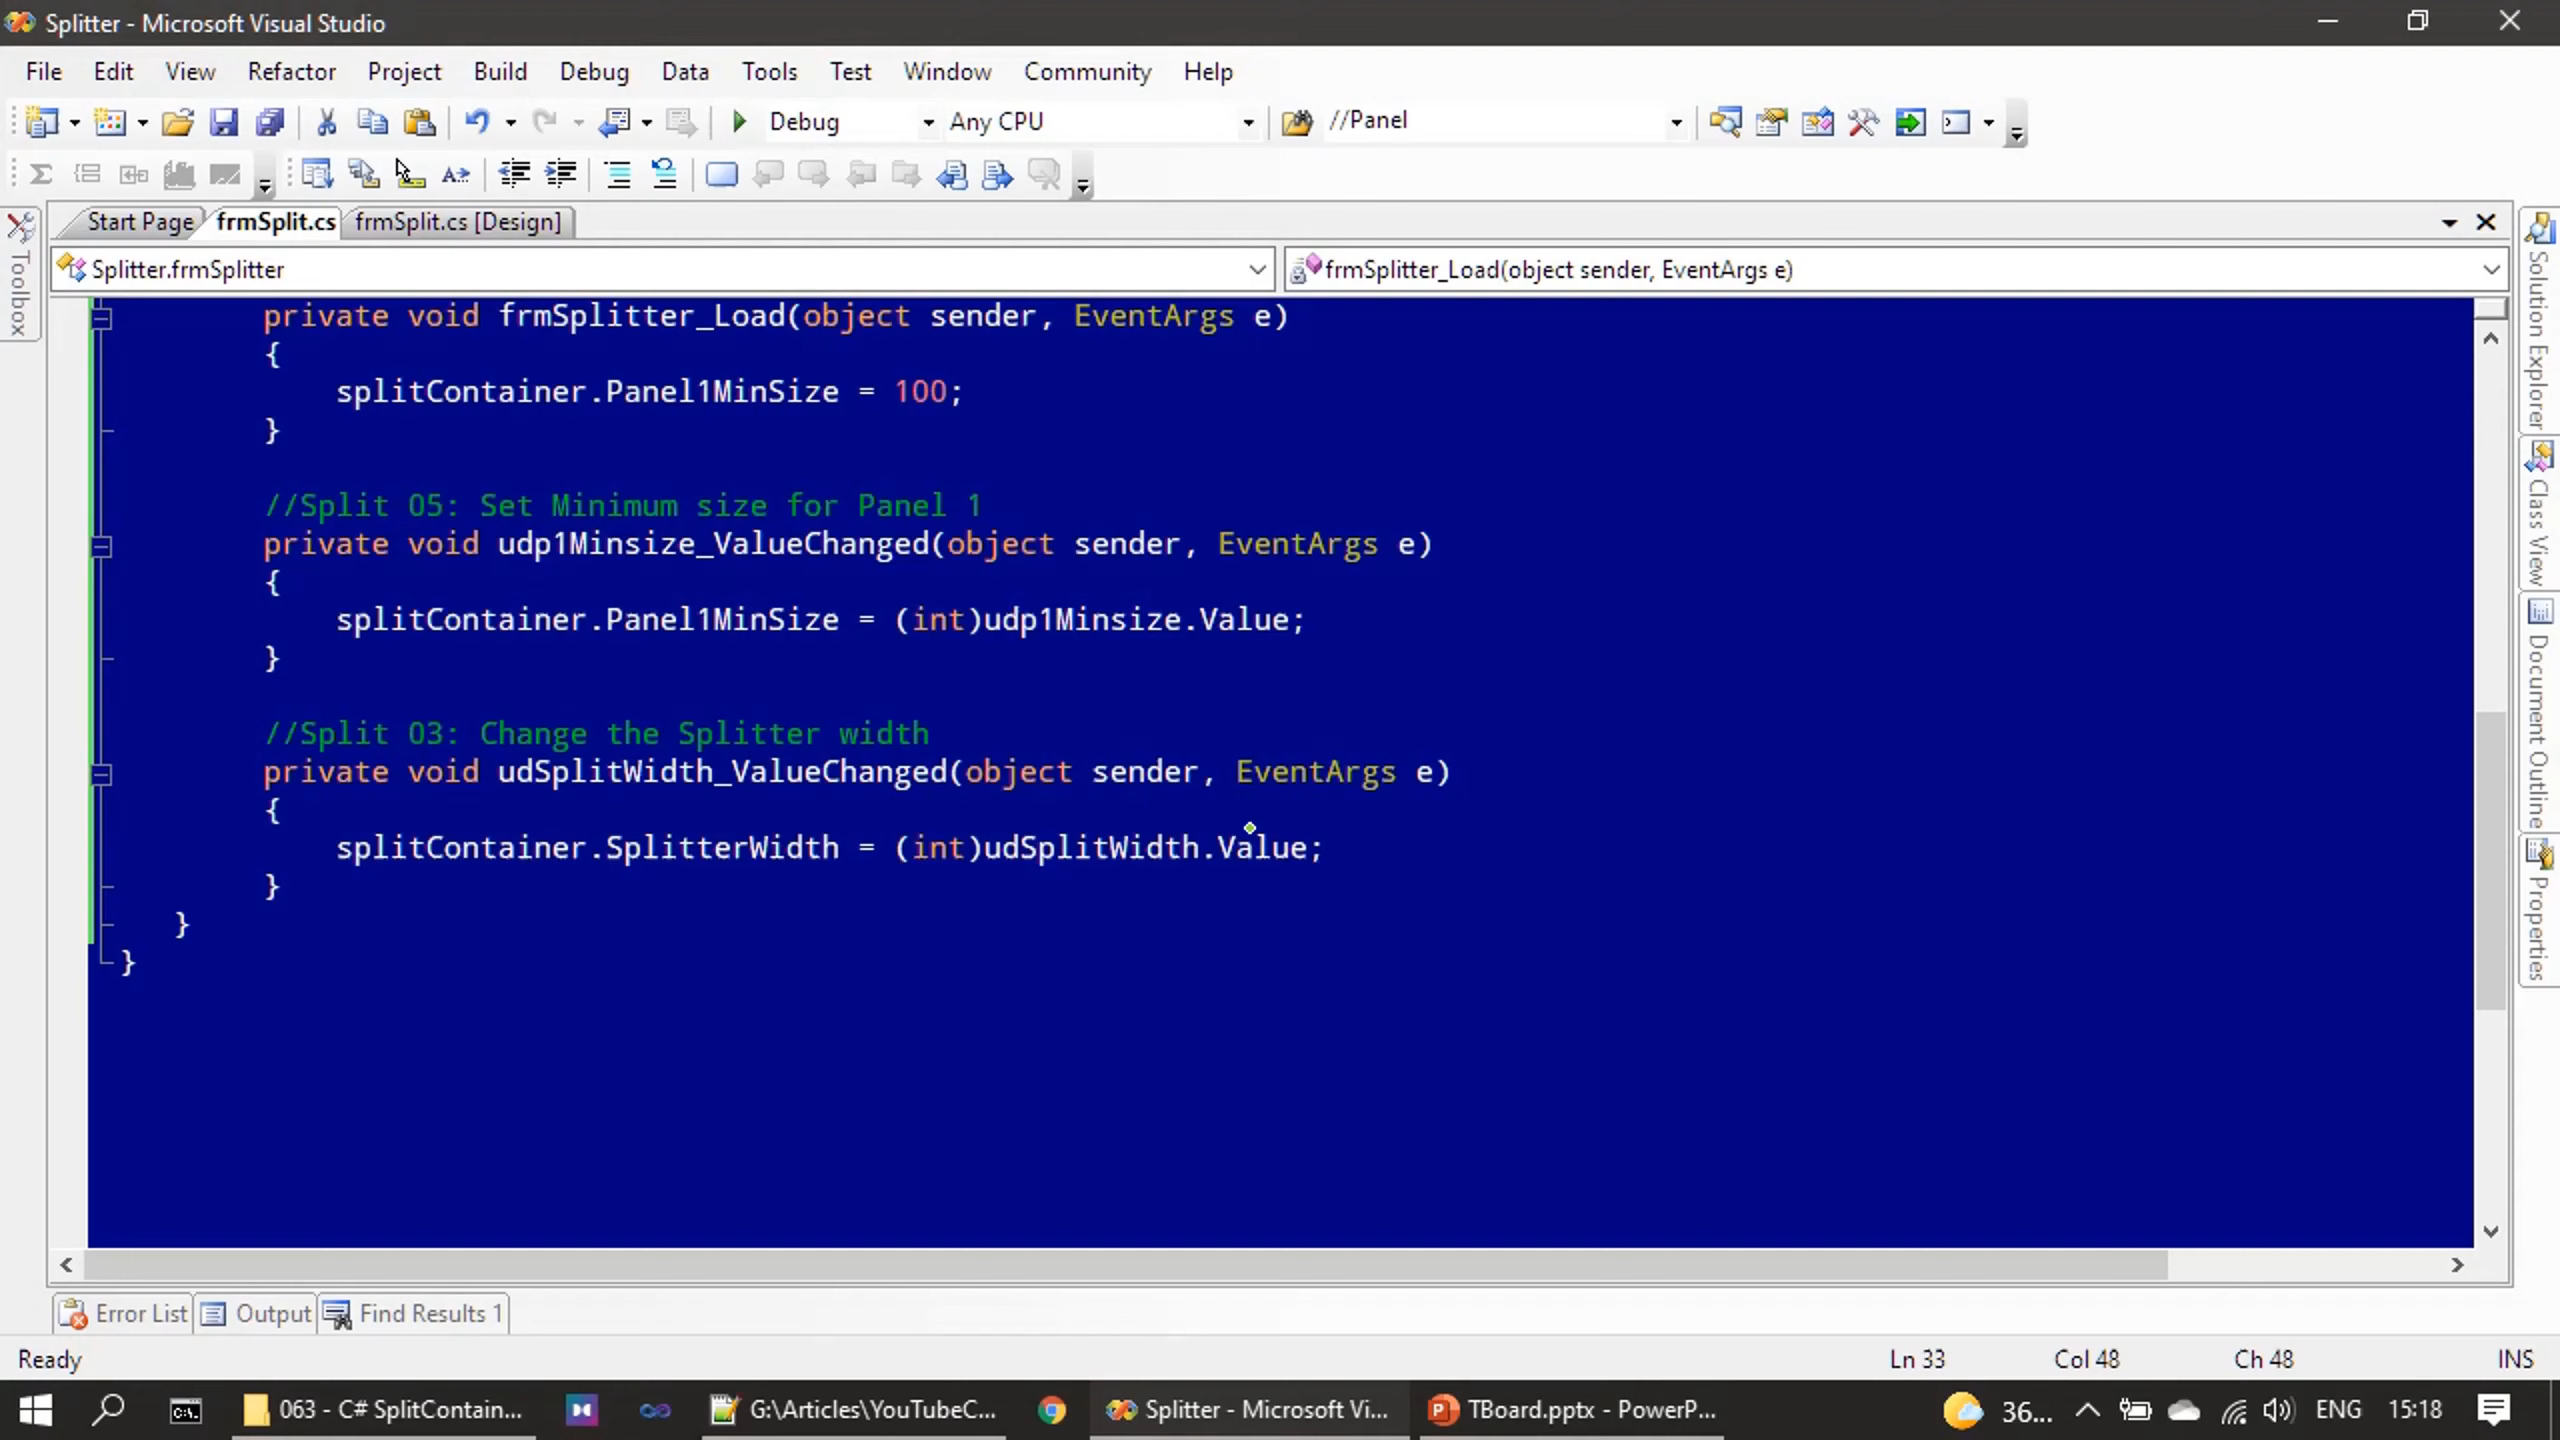 Splitter - Microsoft Visual Studio
File Edit View Refactor Project Build Debug Data Tools Test Window Community Help
Debug Any CPU //Panel
Start Page frmSplit.cs frmSplit.cs [Design]
Splitter.frmSplitter frmSplitter_Load(object sender, EventArgs e)
private void frmSplitter_Load(object sender, EventArgs e)
{
splitContainer.Panel1MinSize = 100;
}
//Split 05: Set Minimum size for Panel 1
private void udp1Minsize_ValueChanged(object sender, EventArgs e)
{
splitContainer.Panel1MinSize = (int)udp1Minsize.Value;
}
//Split 03: Change the Splitter width
private void udSplitWidth_ValueChanged(object sender, EventArgs e)
{
splitContainer.SplitterWidth = (int)udSplitWidth.Value;
}
}
}
Toolbox
Solution Explorer
Class View
Document Outline
Properties
Error List Output Find Results 1
Ready Ln 33 Col 48 Ch 48 INS
063 - C# SplitContain... G:\Articles\YouTubeC... Splitter - Microsoft Vi... TBoard.pptx - PowerP... 36... ENG 15:18